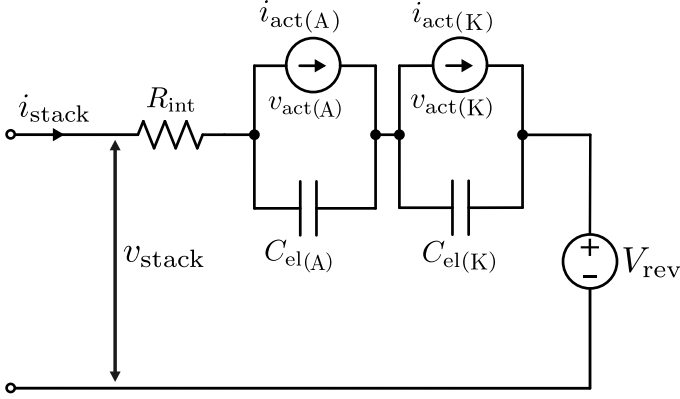 i_act(A)
i_act(K)
i_stack
R_int
v_act(A)
v_act(K)
C_el(A)
C_el(K)
v_stack
+
-
V_rev